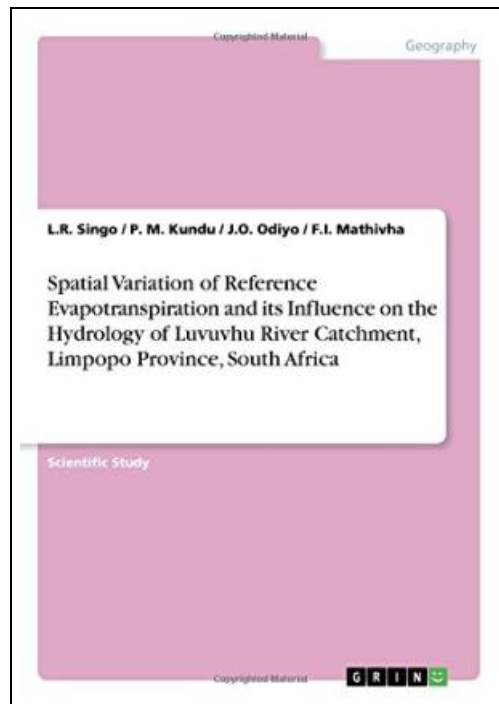 Copyrighted Material
Geography
L.R. Singo / P. M. Kundu / J.O. Odiyo / F.I. Mathivha
Spatial Variation of Reference
Evapotranspiration and its Influence on the
Hydrology of Luvuvhu River Catchment,
Limpopo Province, South Africa
Scientific Study
Copyrighted Material
GRIN